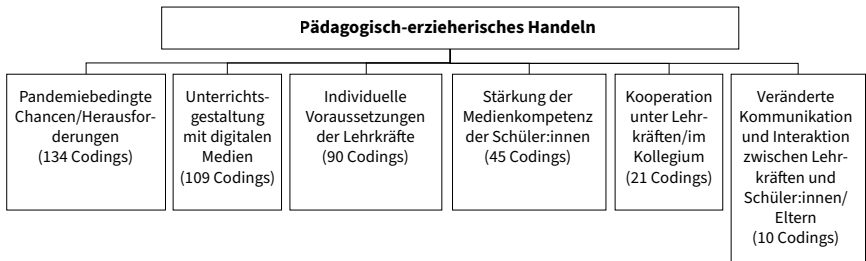 Pädagogisch-erzieherisches Handeln
Pandemiebedingte
Chancen/Herausfor-
derungen
(134 Codings)
Unterrichts-
gestaltung
mit digitalen
Medien
(109 Codings)
Individuelle
Voraussetzungen
der Lehrkräfte
(90 Codings)
Stärkung der
Medienkompetenz
der Schüler:innen
(45 Codings)
Kooperation
unter Lehr-
kräften/im
Kollegium
(21 Codings)
Veränderte
Kommunikation
und Interaktion
zwischen Lehr-
kräften und
Schüler:innen/
Eltern
(10 Codings)